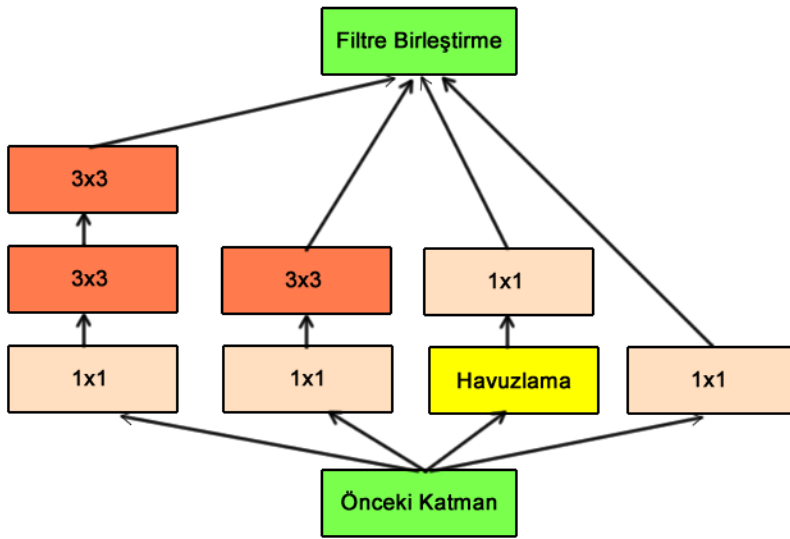 Filtre Birleştirme
3x3
3x3
3x3
1x1
1x1
1x1
Havuzlama
1x1
Önceki Katman